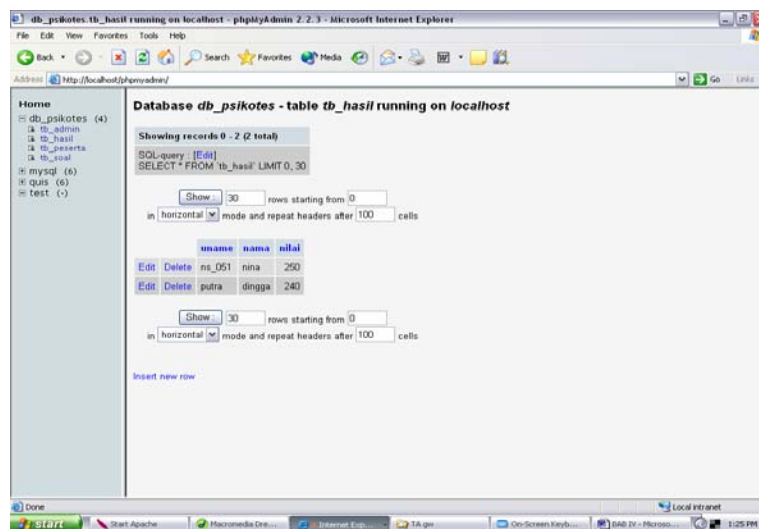 db_psikotes.tb_hasil running on localhost - phpMyAdmin 2.2.3 - Microsoft Internet Explorer
File Edit View Favorites Tools Help
Back Search Favorites Media
Address http://localhost/phpmyadmin/ Go Links
Home
db_psikotes (4)
tb_admin
tb_hasil
tb_peserta
tb_soal
mysql (6)
quis (6)
test (-)
Database db_psikotes - table tb_hasil running on localhost
Showing records 0 - 2 (2 total)
SQL-query : [Edit]
SELECT * FROM `tb_hasil` LIMIT 0, 30
Show : 30 rows starting from 0
in horizontal mode and repeat headers after 100 cells
uname nama nilai
Edit Delete ns_051 nina 250
Edit Delete putra dingga 240
Show : 30 rows starting from 0
in horizontal mode and repeat headers after 100 cells
Insert new row
Done Local intranet
start Start Apache Macromedia Dre... Internet Exp... TA gw On-Screen Keyb... BAB IV - Microso... 1:25 PM